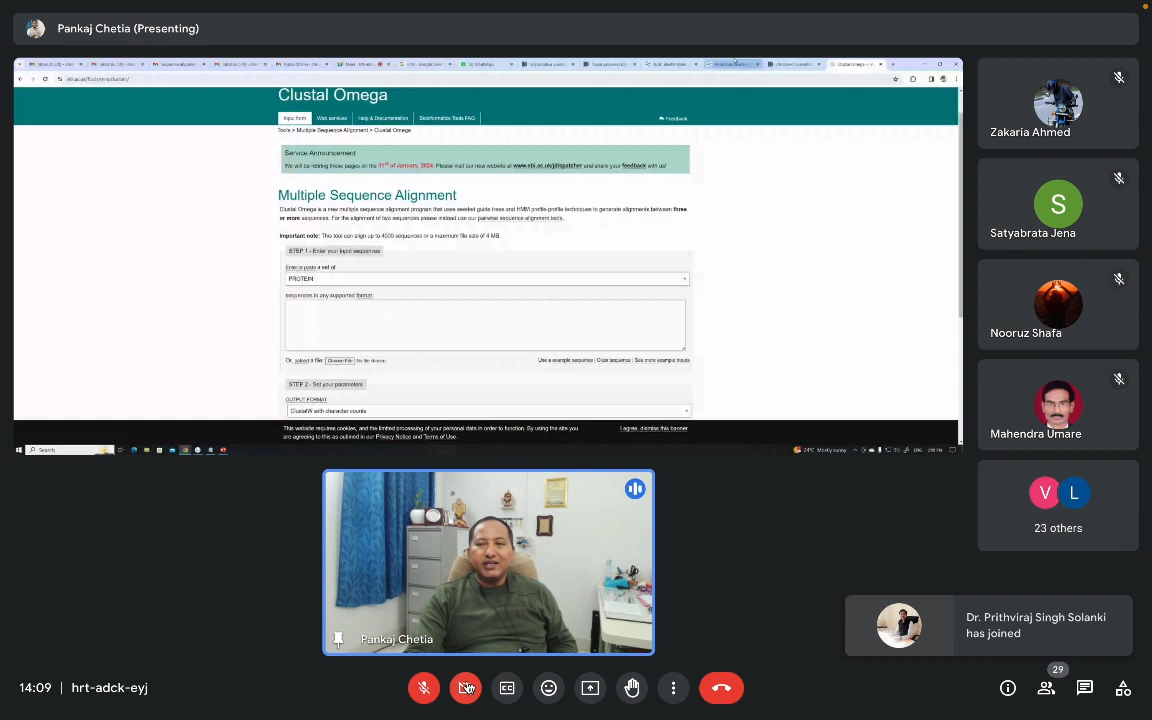 Pankaj Chetia (Presenting)
Clustal Omega
Input form Web services Help & Documentation Bioinformatics Tools FAQ
Feedback
Tools > Multiple Sequence Alignment > Clustal Omega
Service Announcement
We will be retiring these pages on the 31st of January, 2024. Please visit our new website at www.ebi.ac.uk/jdispatcher and share your feedback with us!
Multiple Sequence Alignment
Clustal Omega is a new multiple sequence alignment program that uses seeded guide trees and HMM profile-profile techniques to generate alignments between three
or more sequences. For the alignment of two sequences please instead use our pairwise sequence alignment tools.
Important note: This tool can align up to 4000 sequences or a maximum file size of 4 MB.
STEP 1 - Enter your input sequences
Enter or paste a set of
PROTEIN
sequences in any supported format:
Or, upload a file: Choose File No file chosen
Use a example sequence | Clear sequence | See more example inputs
STEP 2 - Set your parameters
OUTPUT FORMAT
ClustalW with character counts
This website requires cookies, and the limited processing of your personal data in order to function. By using the site you
are agreeing to this as outlined in our Privacy Notice and Terms of Use.
I agree, dismiss this banner
Search
24°C Mostly sunny
ENG
Zakaria Ahmed
S
Satyabrata Jena
Nooruz Shafa
Mahendra Umare
V L
23 others
Pankaj Chetia
Dr. Prithviraj Singh Solanki
has joined
14:09 | hrt-adck-eyj
CC
29